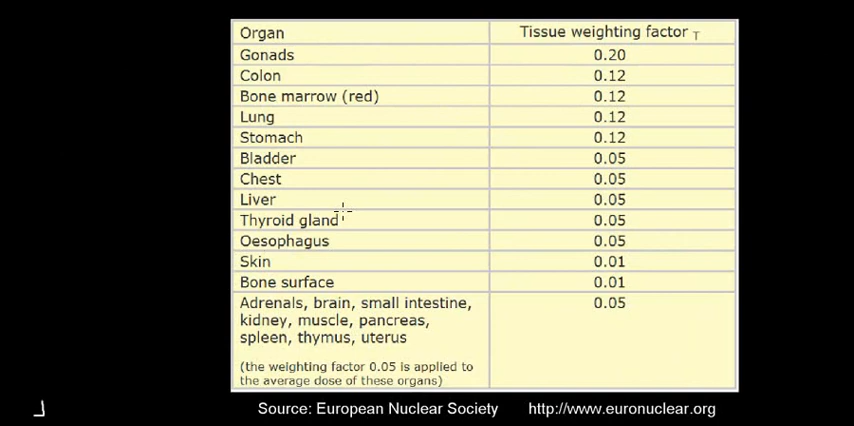 Organ Tissue weighting factor T
Gonads 0.20
Colon 0.12
Bone marrow (red) 0.12
Lung 0.12
Stomach 0.12
Bladder 0.05
Chest 0.05
Liver 0.05
Thyroid gland 0.05
Oesophagus 0.05
Skin 0.01
Bone surface 0.01
Adrenals, brain, small intestine, 0.05
kidney, muscle, pancreas,
spleen, thymus, uterus
(the weighting factor 0.05 is applied to
the average dose of these organs)
Source: European Nuclear Society http://www.euronuclear.org